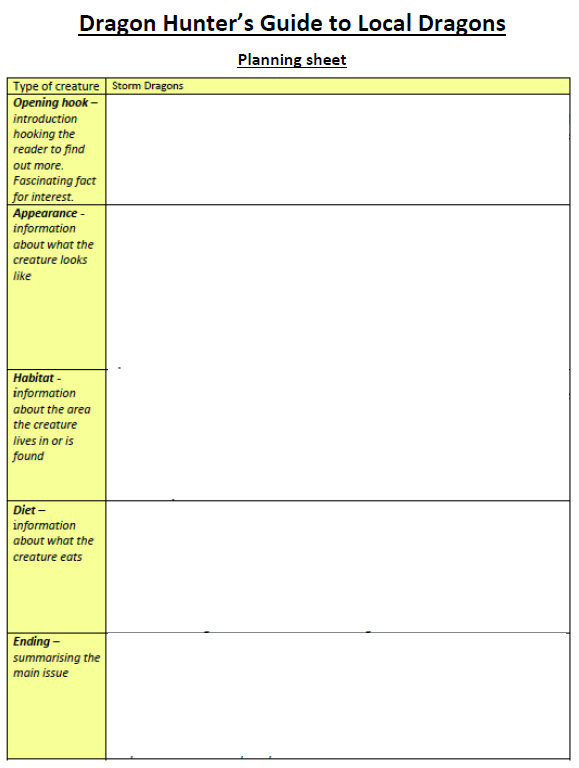 Dragon Hunter's Guide to Local Dragons
Planning sheet
Type of creature Storm Dragons
Opening hook –
introduction
hooking the
reader to find
out more.
Fascinating fact
for interest.
Appearance -
information
about what the
creature looks
like
Habitat -
information
about the area
the creature
lives in or is
found
Diet –
information
about what the
creature eats
Ending –
summarising the
main issue